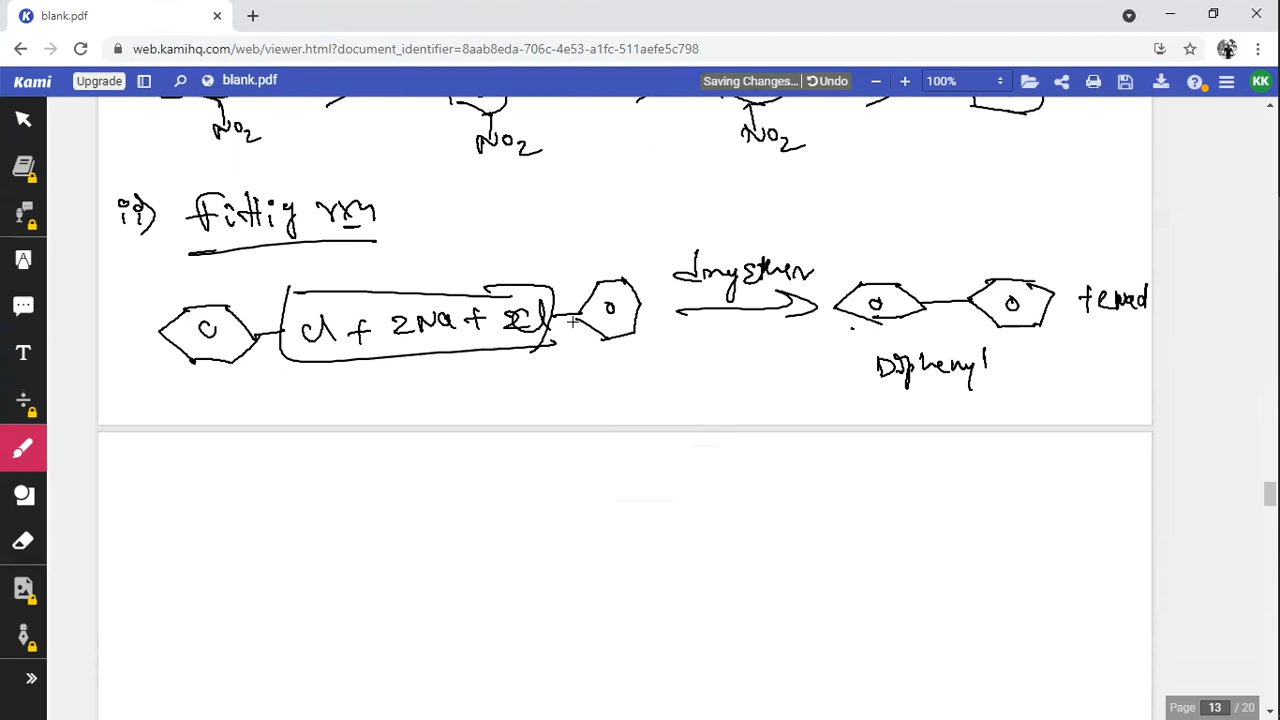 blank.pdf
web.kamihq.com/web/viewer.html?document_identifier=8aab8eda-706c-4e53-a1fc-511aefe5c798
Kami Upgrade blank.pdf Saving Changes... Undo 100% KK
NO2 NO2 NO2
ii) Fittig rxn
Cl + 2Na + Cl dry ether
Diphenyl
Page 13 / 20